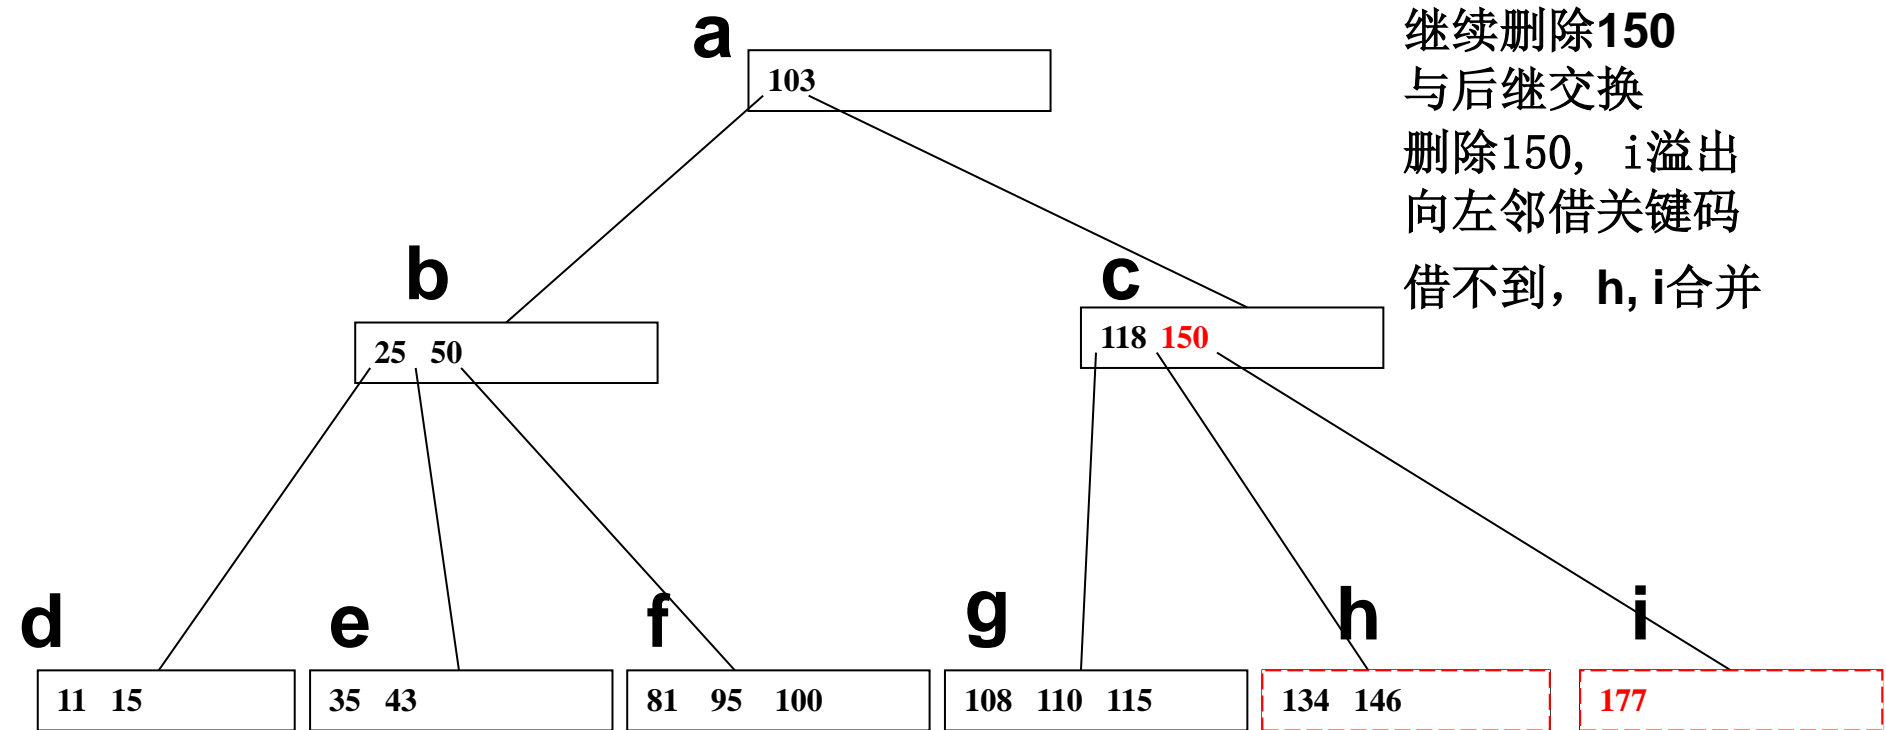 继续删除150
与后继交换
删除150, i溢出
向左邻借关键码
借不到，h, i合并
a
103
b
25 50
c
118 150
d
11 15
e
35 43
f
81 95 100
g
108 110 115
h
134 146
i
177